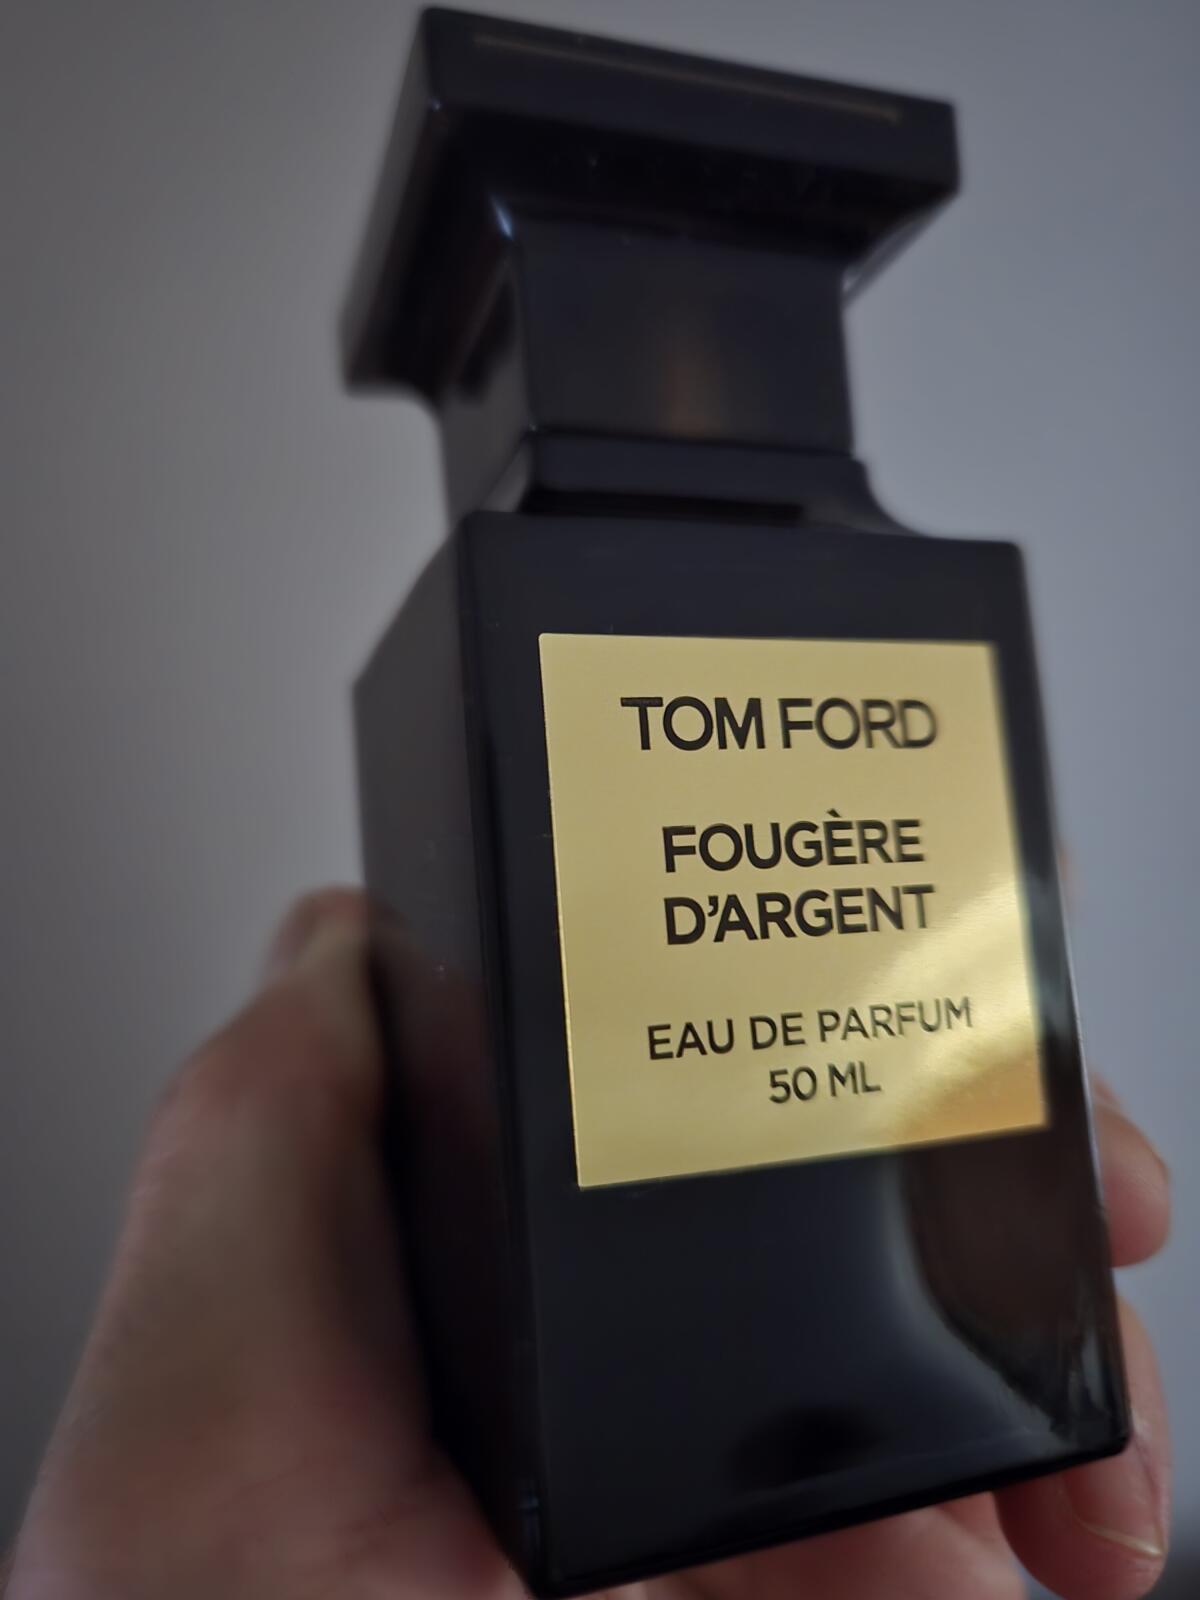 TOM FORD
FOUGÈRE
D'ARGENT
EAU DE PARFUM
50 ML